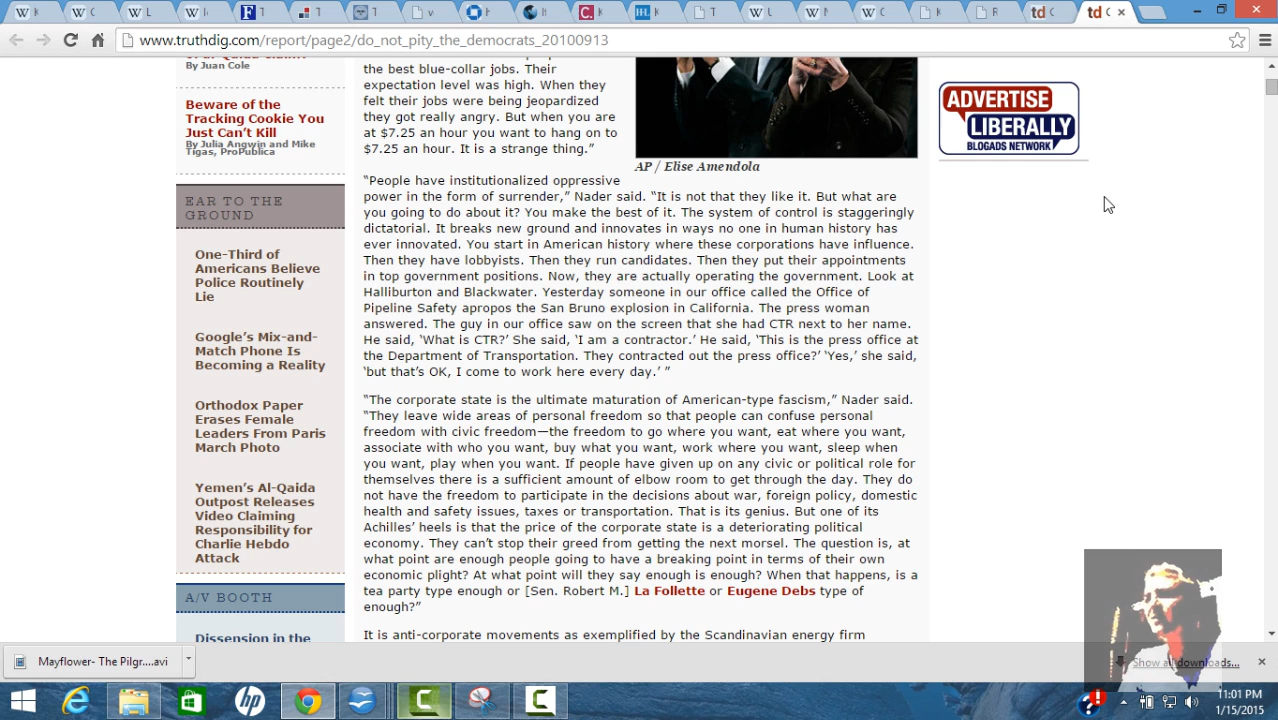 W K
W C
W L
W
F T
T
T
v
K
It
C. K
IH. K
T
W L
W N
W C
K
R
td C
td C ×
www.truthdig.com/report/page2/do_not_pity_the_democrats_20100913
By Juan Cole
Beware of the
Tracking Cookie You
Just Can't Kill
By Julia Angwin and Mike
Tigas, ProPublica
EAR TO THE
GROUND
One-Third of
Americans Believe
Police Routinely
Lie
Google's Mix-and-
Match Phone Is
Becoming a Reality
Orthodox Paper
Erases Female
Leaders From Paris
March Photo
Yemen's Al-Qaida
Outpost Releases
Video Claiming
Responsibility for
Charlie Hebdo
Attack
A/V BOOTH
Dissension in the
the best blue-collar jobs. Their
expectation level was high. When they
felt their jobs were being jeopardized
they got really angry. But when you are
at $7.25 an hour you want to hang on to
$7.25 an hour. It is a strange thing.”
AP / Elise Amendola
“People have institutionalized oppressive
power in the form of surrender,” Nader said. “It is not that they like it. But what are
you going to do about it? You make the best of it. The system of control is staggeringly
dictatorial. It breaks new ground and innovates in ways no one in human history has
ever innovated. You start in American history where these corporations have influence.
Then they have lobbyists. Then they run candidates. Then they put their appointments
in top government positions. Now, they are actually operating the government. Look at
Halliburton and Blackwater. Yesterday someone in our office called the Office of
Pipeline Safety apropos the San Bruno explosion in California. The press woman
answered. The guy in our office saw on the screen that she had CTR next to her name.
He said, ‘What is CTR?’ She said, ‘I am a contractor.’ He said, ‘This is the press office at
the Department of Transportation. They contracted out the press office?’ ‘Yes,’ she said,
‘but that’s OK, I come to work here every day.’ ”
“The corporate state is the ultimate maturation of American-type fascism,” Nader said.
“They leave wide areas of personal freedom so that people can confuse personal
freedom with civic freedom—the freedom to go where you want, eat where you want,
associate with who you want, buy what you want, work where you want, sleep when
you want, play when you want. If people have given up on any civic or political role for
themselves there is a sufficient amount of elbow room to get through the day. They do
not have the freedom to participate in the decisions about war, foreign policy, domestic
health and safety issues, taxes or transportation. That is its genius. But one of its
Achilles’ heels is that the price of the corporate state is a deteriorating political
economy. They can’t stop their greed from getting the next morsel. The question is, at
what point are enough people going to have a breaking point in terms of their own
economic plight? At what point will they say enough is enough? When that happens, is a
tea party type enough or [Sen. Robert M.] La Follette or Eugene Debs type of
enough?”
It is anti-corporate movements as exemplified by the Scandinavian energy firm
ADVERTISE
LIBERALLY
BLOGADS NETWORK
Mayflower- The Pilgr....avi
Show all downloads...
11:01 PM
1/15/2015